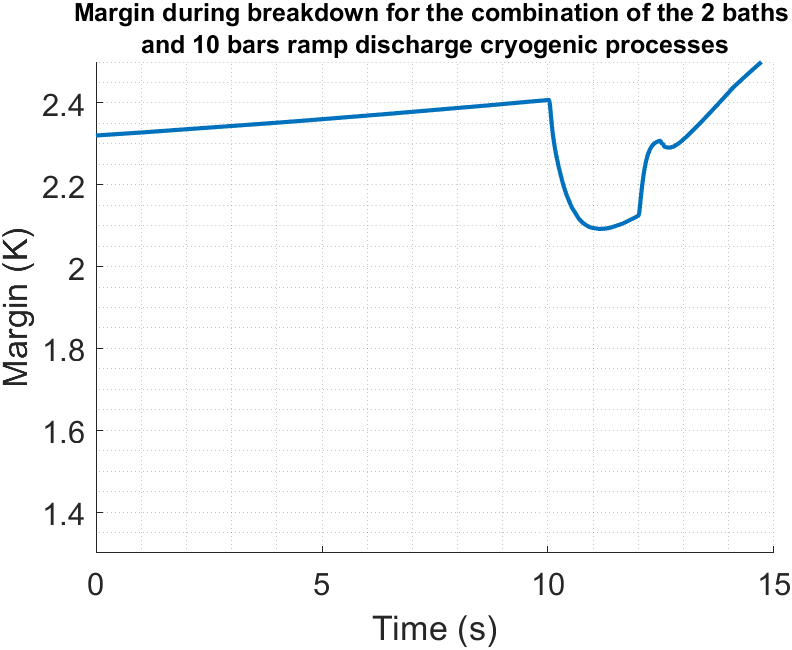 Margin during breakdown for the combination of the 2 baths
and 10 bars ramp discharge cryogenic processes
2.4
2.2
2
1.8
1.6
1.4
Margin (K)
0 5 10 15
Time (s)